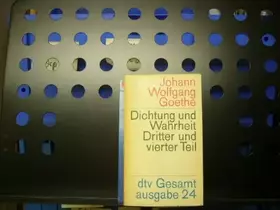 Johann
Wolfgang
Goethe
Dichtung und
Wahrheit
Dritter und
vierter Teil
dtv Gesamt
ausgabe 24